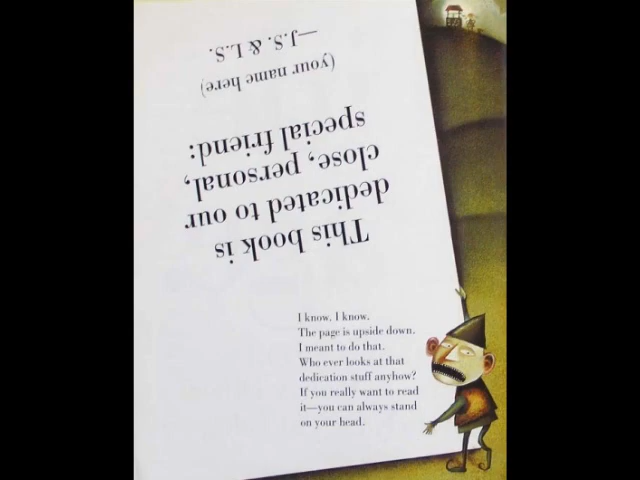 This book is
dedicated to our
close, personal,
special friend:
(your name here)
—J.S. & L.S.
I know. I know.
The page is upside down.
I meant to do that.
Who ever looks at that
dedication stuff anyhow?
If you really want to read
it—you can always stand
on your head.